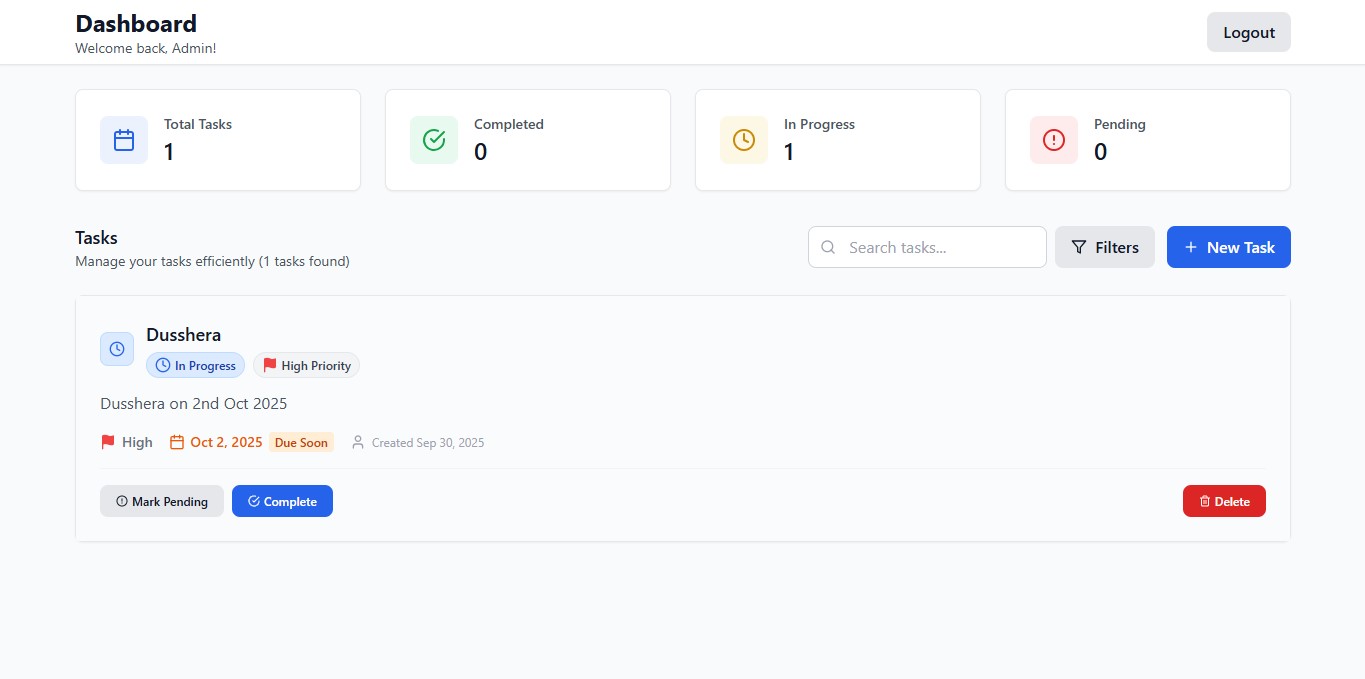 Dashboard
Welcome back, Admin!
Logout
Total Tasks
1
Completed
0
In Progress
1
Pending
0
Tasks
Manage your tasks efficiently (1 tasks found)
Search tasks...
Filters
New Task
Dusshera
In Progress
High Priority
Dusshera on 2nd Oct 2025
High
Oct 2, 2025
Due Soon
Created Sep 30, 2025
Mark Pending
Complete
Delete